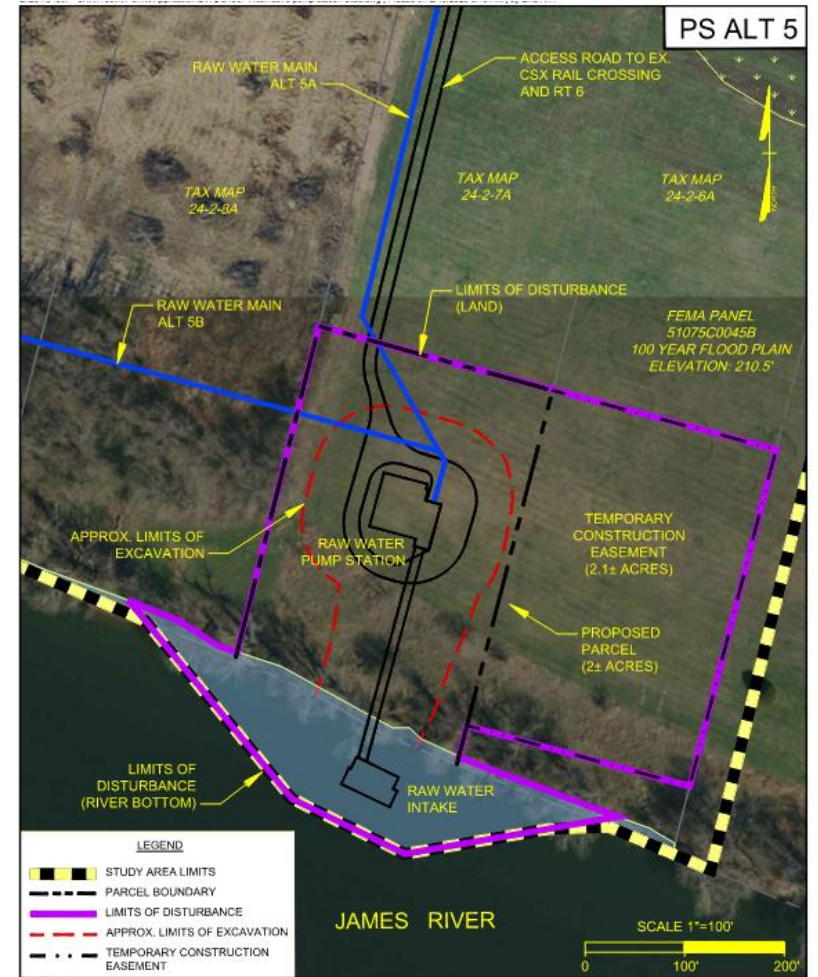 PS ALT 5
RAW WATER MAIN
ALT 5A
ACCESS ROAD TO EX.
CSX RAIL CROSSING
AND RT 6
TAX MAP
24-2-8A
TAX MAP
24-2-7A
TAX MAP
24-2-6A
NORTH
RAW WATER MAIN
ALT 5B
LIMITS OF DISTURBANCE
(LAND)
FEMA PANEL
51075C0045B
100 YEAR FLOOD PLAIN
ELEVATION: 210.5'
APPROX. LIMITS OF
EXCAVATION
RAW WATER
PUMP STATION
TEMPORARY
CONSTRUCTION
EASEMENT
(2.1± ACRES)
PROPOSED
PARCEL
(2± ACRES)
LIMITS OF
DISTURBANCE
(RIVER BOTTOM)
RAW WATER
INTAKE
LEGEND
STUDY AREA LIMITS
PARCEL BOUNDARY
LIMITS OF DISTURBANCE
APPROX. LIMITS OF EXCAVATION
TEMPORARY CONSTRUCTION
EASEMENT
JAMES RIVER
SCALE 1"=100'
0 100' 200'